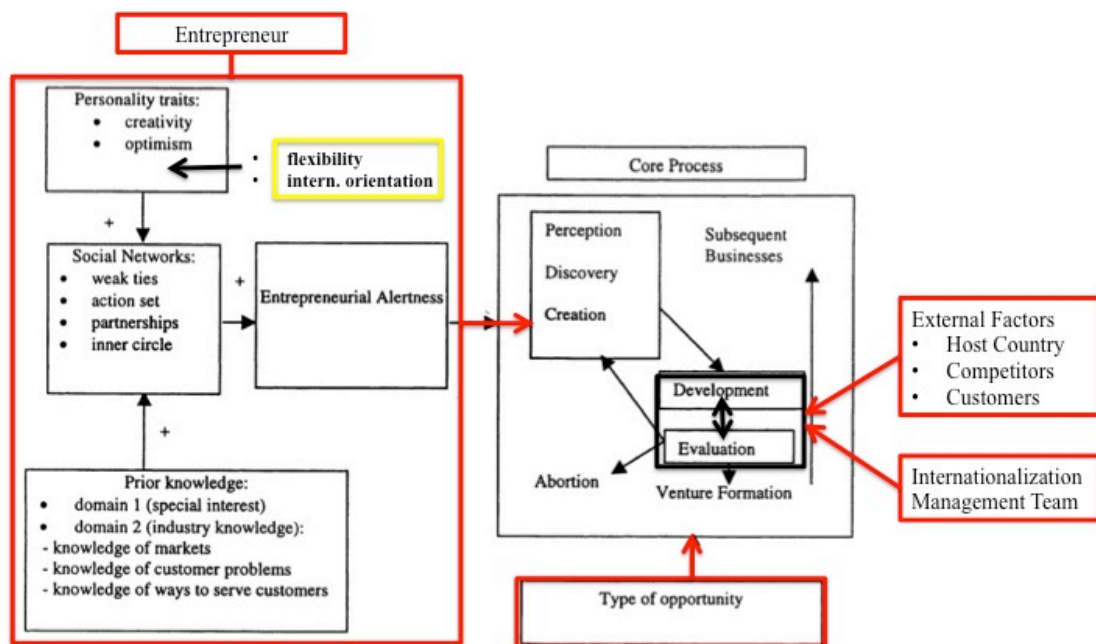 Entrepreneur
Personality traits:
• creativity
• optimism
• flexibility
• intern. orientation
+
Social Networks:
• weak ties
• action set
• partnerships
• inner circle
+
Entrepreneurial Alertness
+
Prior knowledge:
• domain 1 (special interest)
• domain 2 (industry knowledge):
- knowledge of markets
- knowledge of customer problems
- knowledge of ways to serve customers
Core Process
Perception
Discovery
Creation
Subsequent
Businesses
Development
Evaluation
Abortion
Venture Formation
External Factors
• Host Country
• Competitors
• Customers
Internationalization
Management Team
Type of opportunity